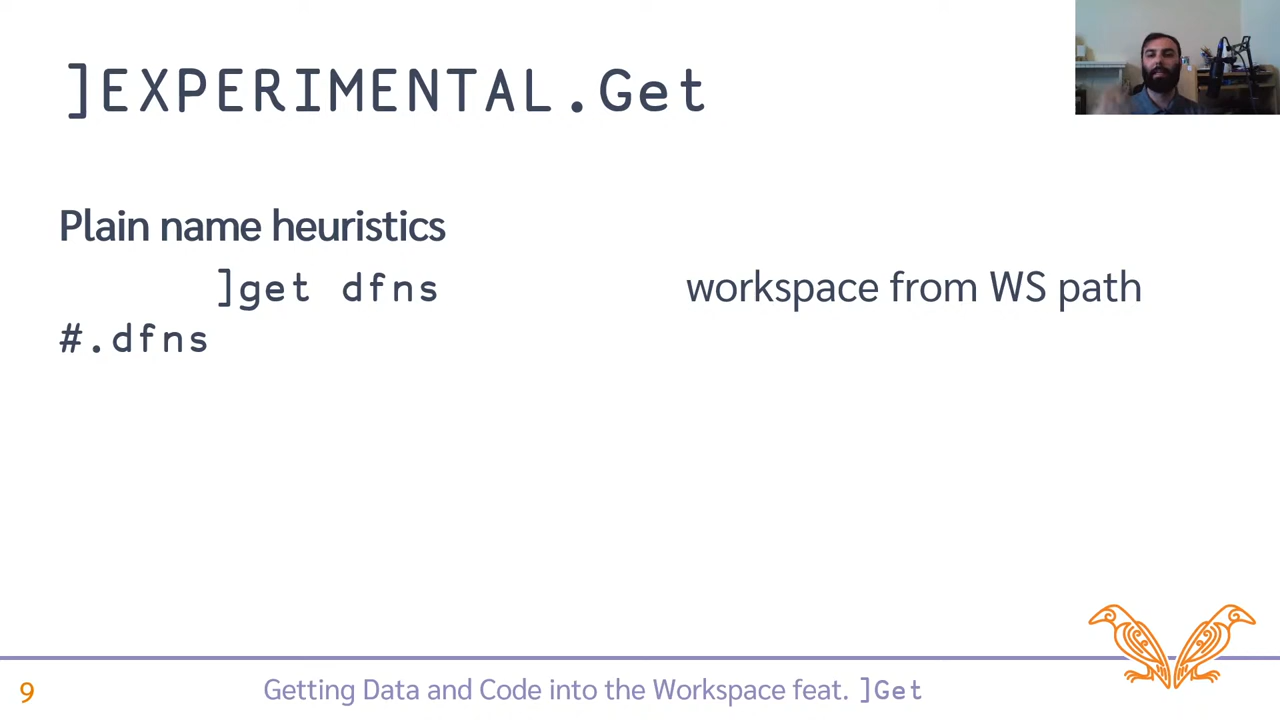 ]EXPERIMENTAL.Get
Plain name heuristics
]get dfns workspace from WS path
#.dfns
9 Getting Data and Code into the Workspace feat. ]Get